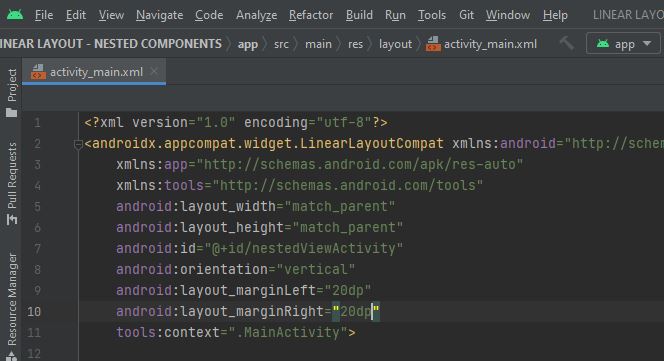 File Edit View Navigate Code Analyze Refactor Build Run Tools Git Window Help LINEAR LAYO
INEAR LAYOUT - NESTED COMPONENTS app src main res layout activity_main.xml app
activity_main.xml
Project
Pull Requests
Resource Manager
1 <?xml version="1.0" encoding="utf-8"?>
2 <androidx.appcompat.widget.LinearLayoutCompat xmlns:android="http://schem
3 xmlns:app="http://schemas.android.com/apk/res-auto"
4 xmlns:tools="http://schemas.android.com/tools"
5 android:layout_width="match_parent"
6 android:layout_height="match_parent"
7 android:id="@+id/nestedViewActivity"
8 android:orientation="vertical"
9 android:layout_marginLeft="20dp"
10 android:layout_marginRight="20dp"
11 tools:context=".MainActivity">
12